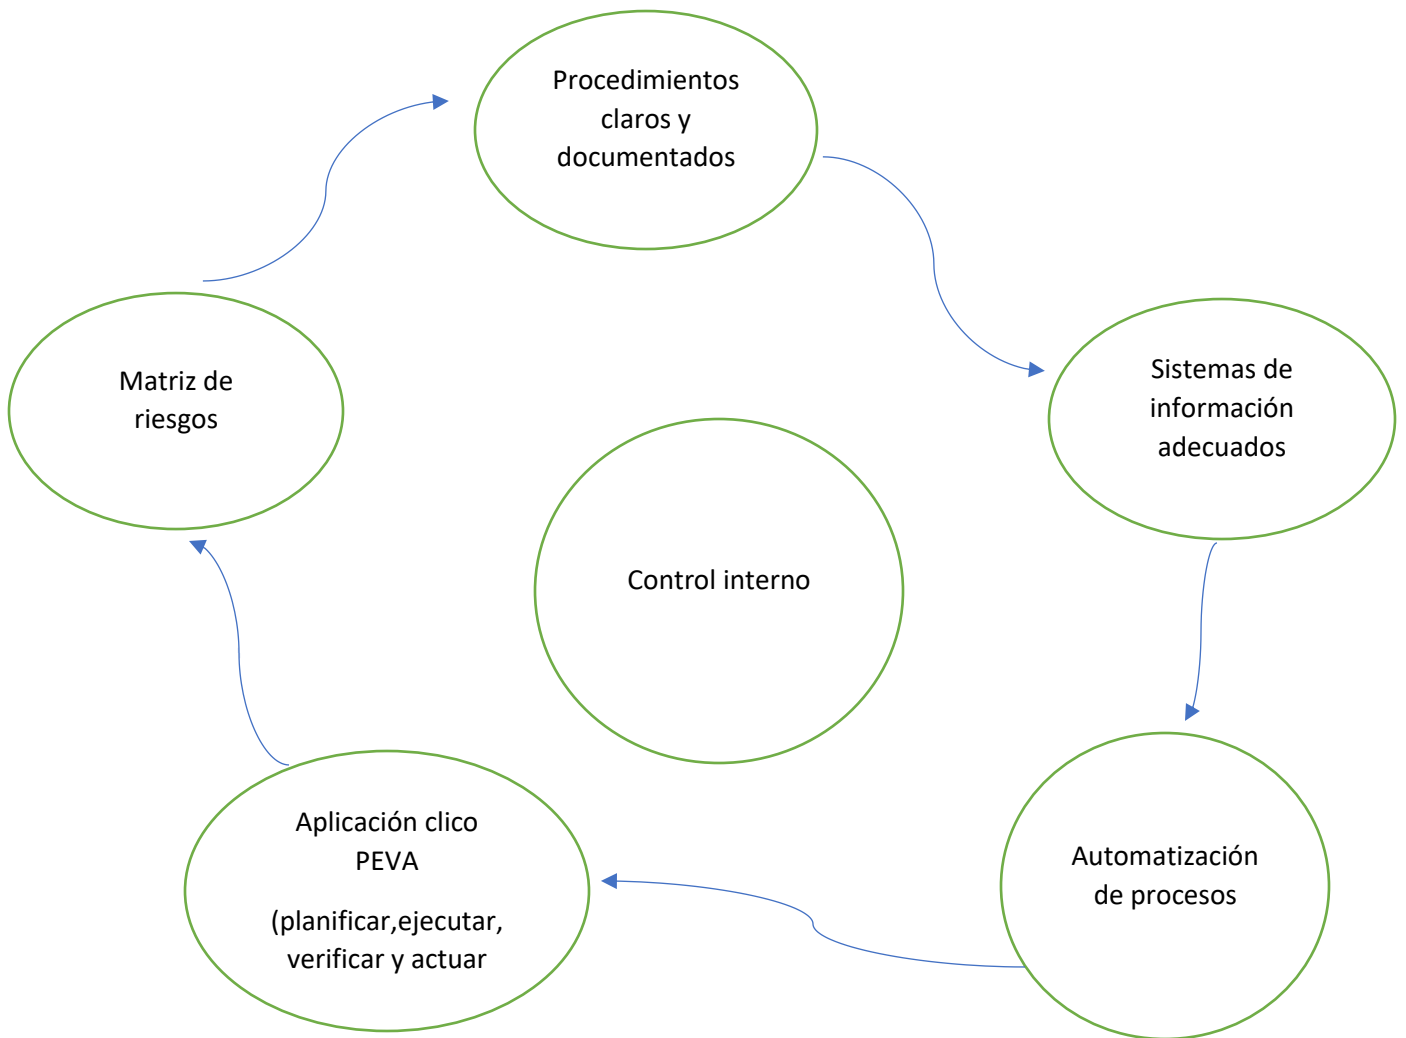 Procedimientos
claros y
documentados
Matriz de
riesgos
Sistemas de
información
adecuados
Control interno
Aplicación clico
PEVA
(planificar,ejecutar,
verificar y actuar
Automatización
de procesos